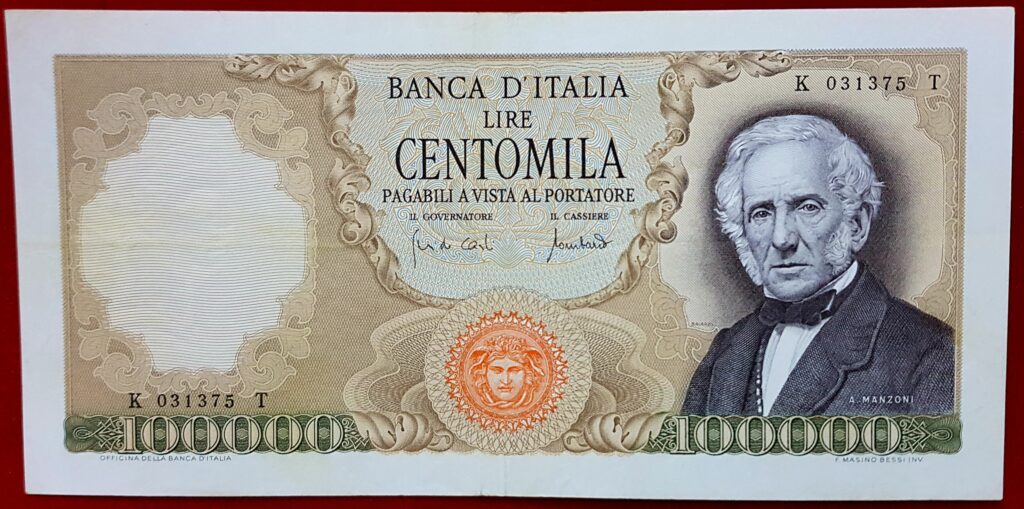 BANCA D'ITALIA
K 031375 T
LIRE
CENTOMILA
PAGABILI A VISTA AL PORTATORE
IL GOVERNATORE IL CASSIERE
K 031375 T
A. MANZONI
100000 100000
OFFICINA DELLA BANCA D'ITALIA
F. MASINO BESSI INV.